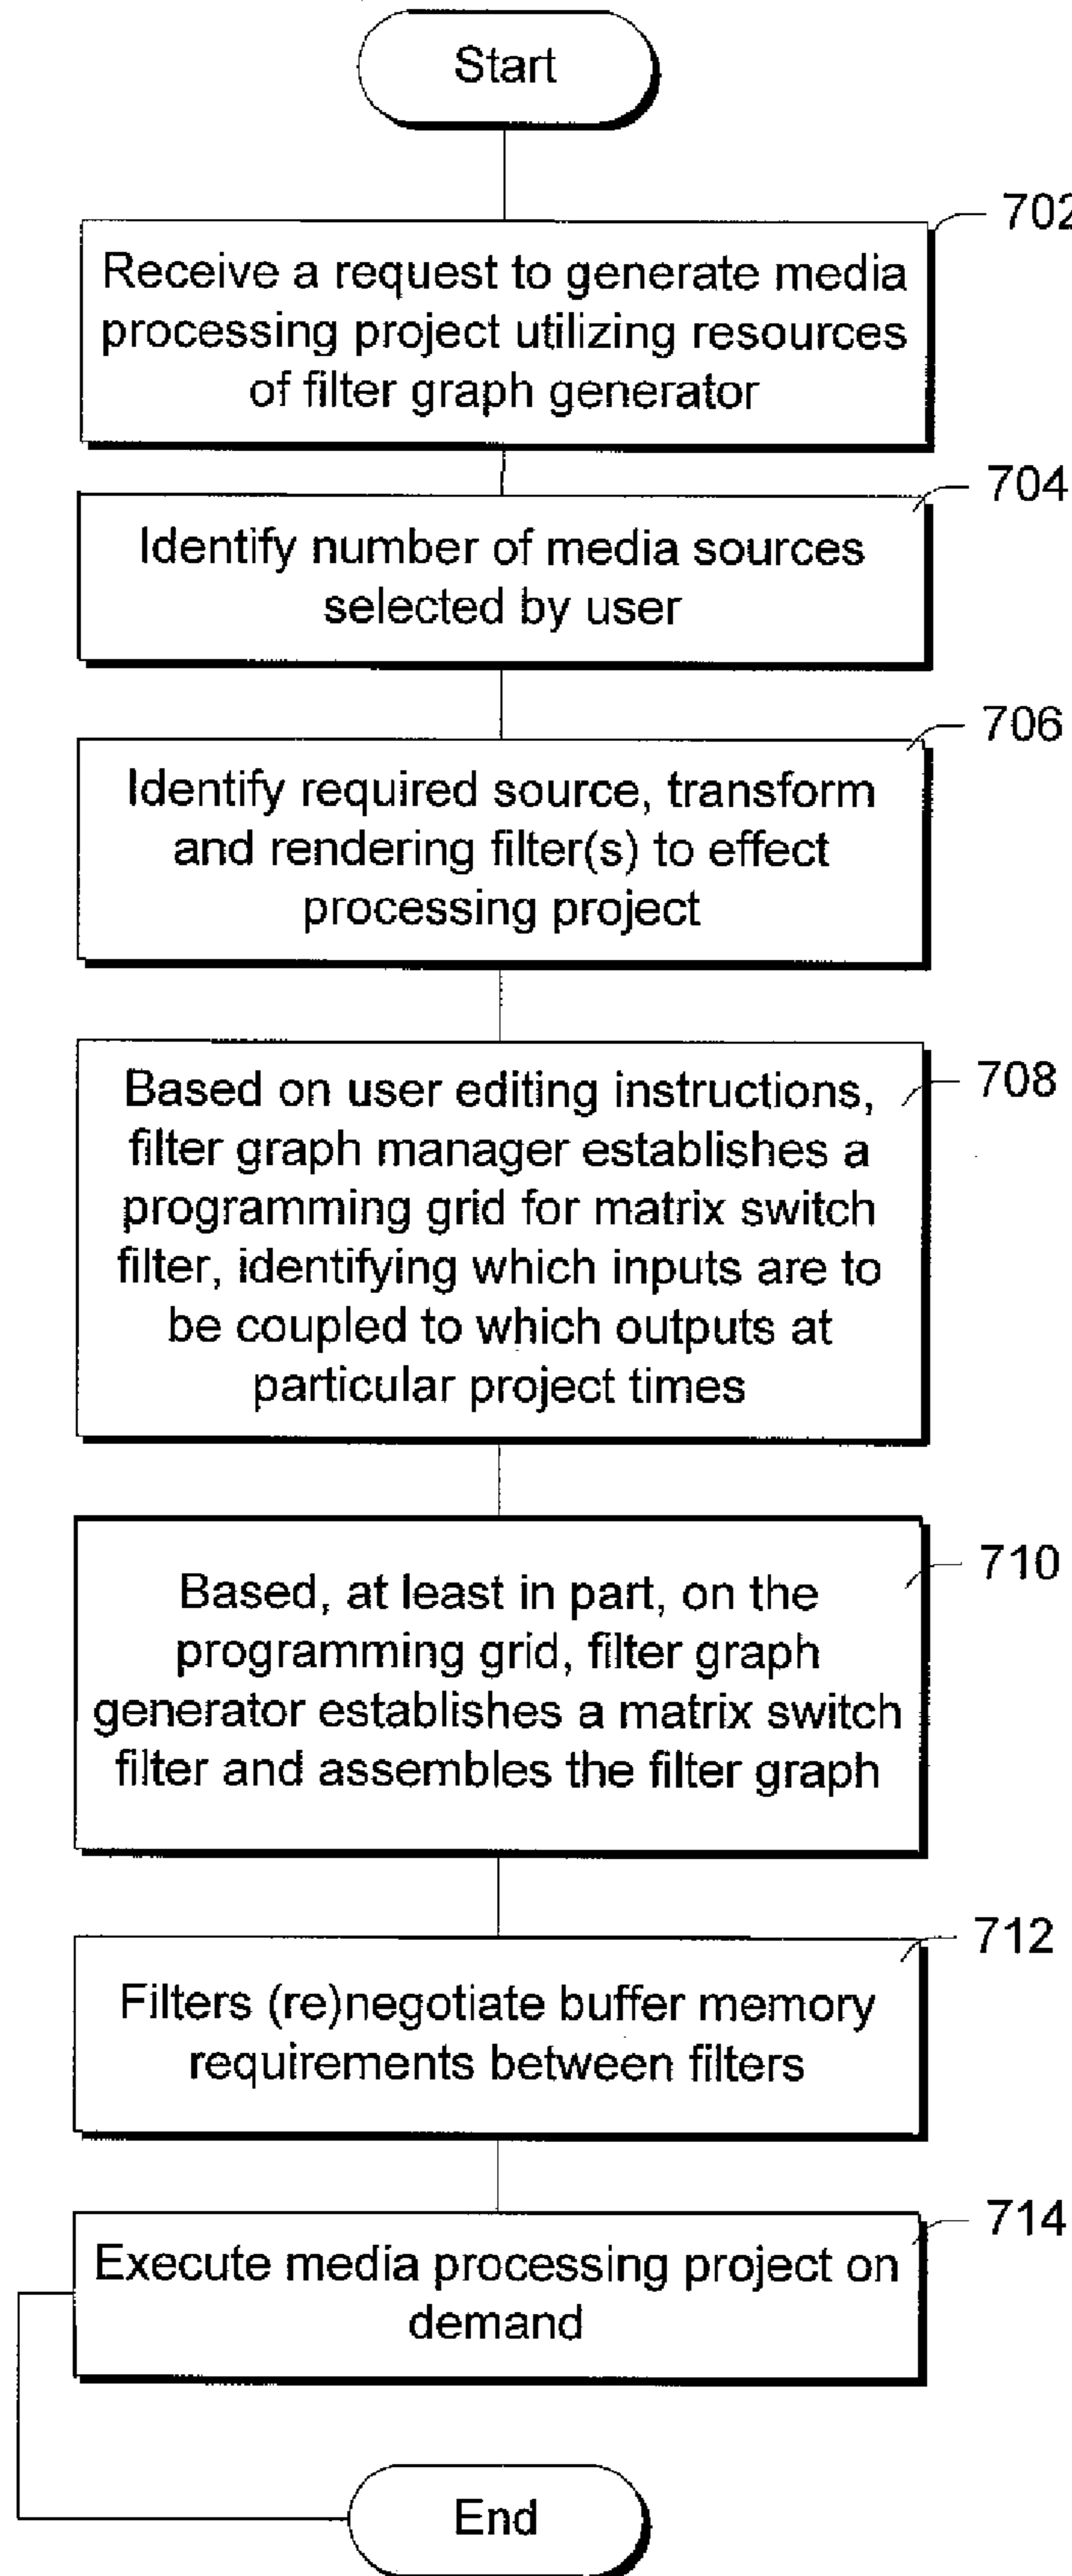 Start
702
Receive a request to generate media
processing project utilizing resources
of filter graph generator
704
Identify number of media sources
selected by user
706
Identify required source, transform
and rendering filter(s) to effect
processing project
708
Based on user editing instructions,
filter graph manager establishes a
programming grid for matrix switch
filter, identifying which inputs are to
be coupled to which outputs at
particular project times
710
Based, at least in part, on the
programming grid, filter graph
generator establishes a matrix switch
filter and assembles the filter graph
712
Filters (re)negotiate buffer memory
requirements between filters
714
Execute media processing project on
demand
End